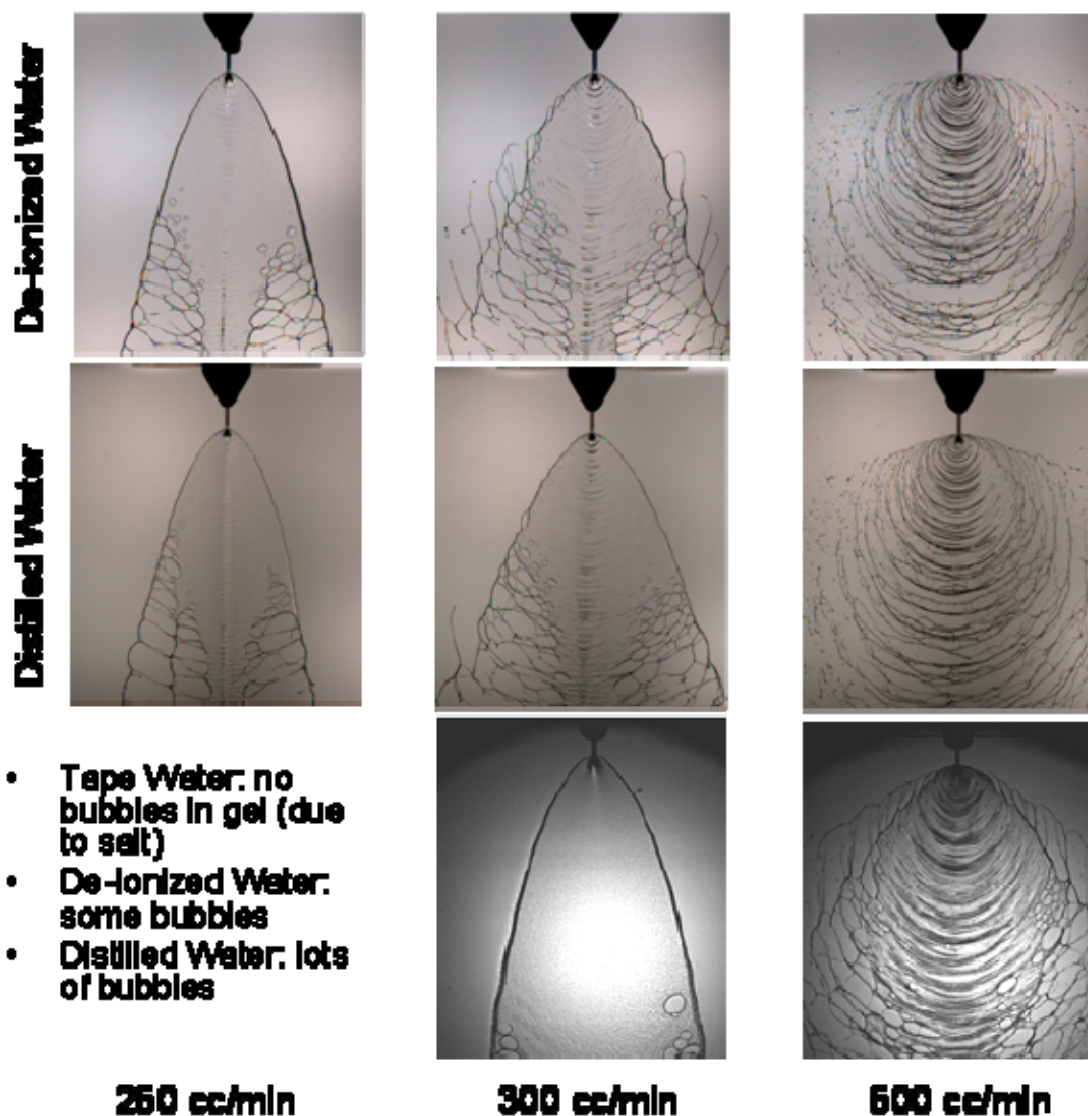 De-ionized Water
Distilled Water
• Tape Water: no
bubbles in gel (due
to salt)
• De-ionized Water:
some bubbles
• Distilled Water: lots
of bubbles
250 cc/min
300 cc/min
500 cc/min